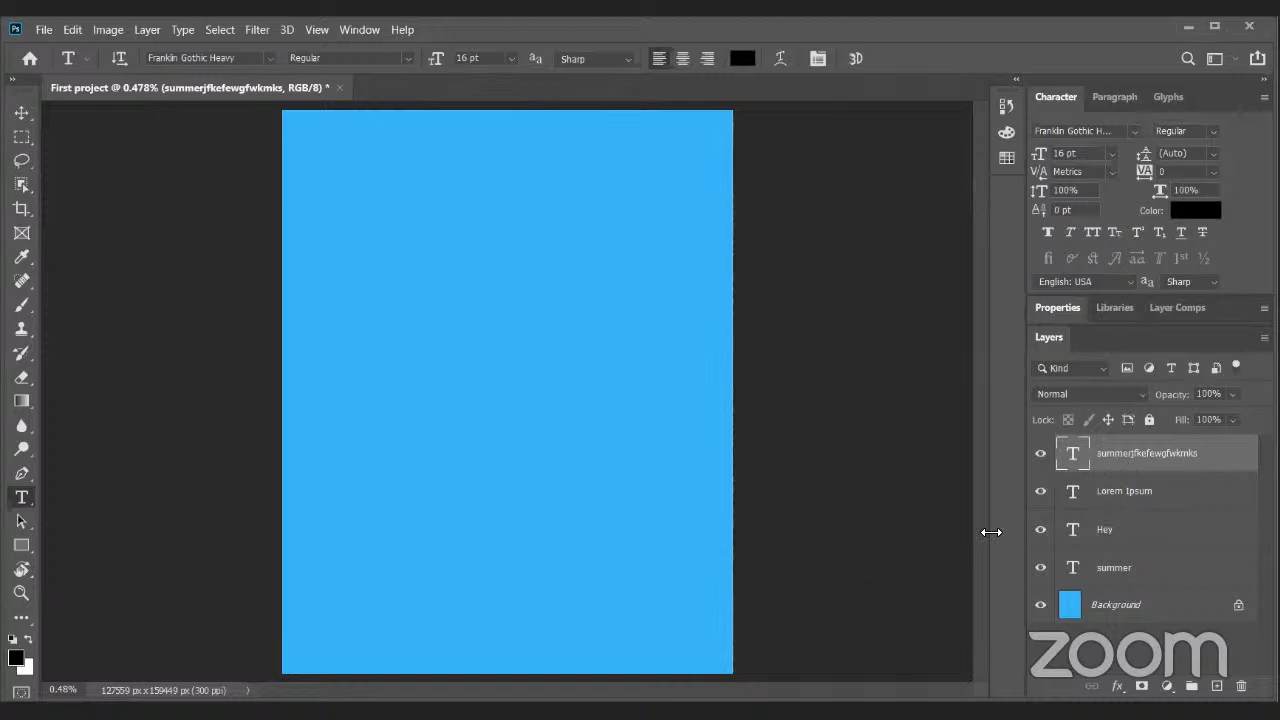 Ps File Edit Image Layer Type Select Filter 3D View Window Help
T Franklin Gothic Heavy Regular 16 pt Sharp 3D
First project @ 0.478% (summerjfkefewgfwkmks, RGB/8) *
Character Paragraph Glyphs
Franklin Gothic H... Regular
16 pt (Auto)
Metrics 0
100% 100%
0 pt Color:
English: USA Sharp
Properties Libraries Layer Comps
Layers
Kind
Normal Opacity: 100%
Lock: Fill: 100%
summerjfkefewgfwkmks
Lorem Ipsum
Hey
summer
Background
zoom
0.48% 127559 px x 159449 px (300 ppi)